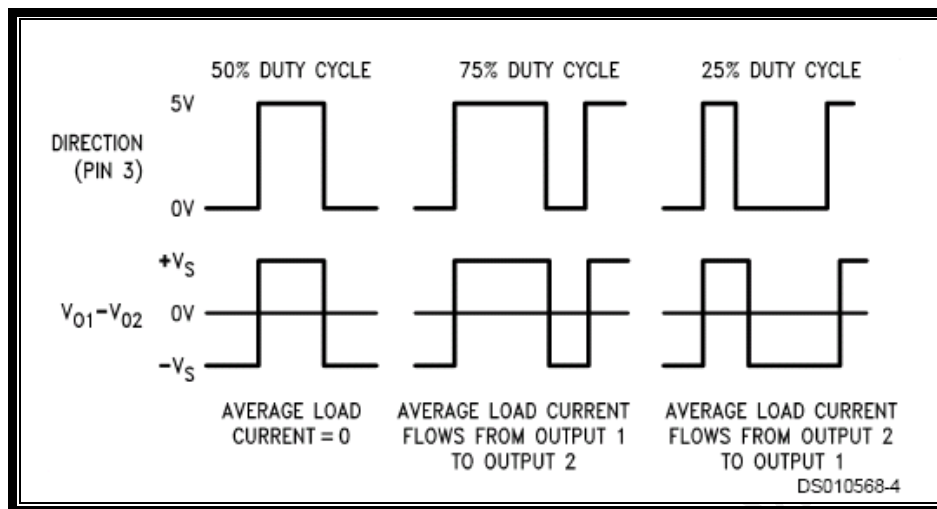 50% DUTY CYCLE
75% DUTY CYCLE
25% DUTY CYCLE
5V
DIRECTION
(PIN 3)
0V
+VS
VO1–VO2
0V
−VS
AVERAGE LOAD
CURRENT = 0
AVERAGE LOAD CURRENT
FLOWS FROM OUTPUT 1
TO OUTPUT 2
AVERAGE LOAD CURRENT
FLOWS FROM OUTPUT 2
TO OUTPUT 1
DS010568-4